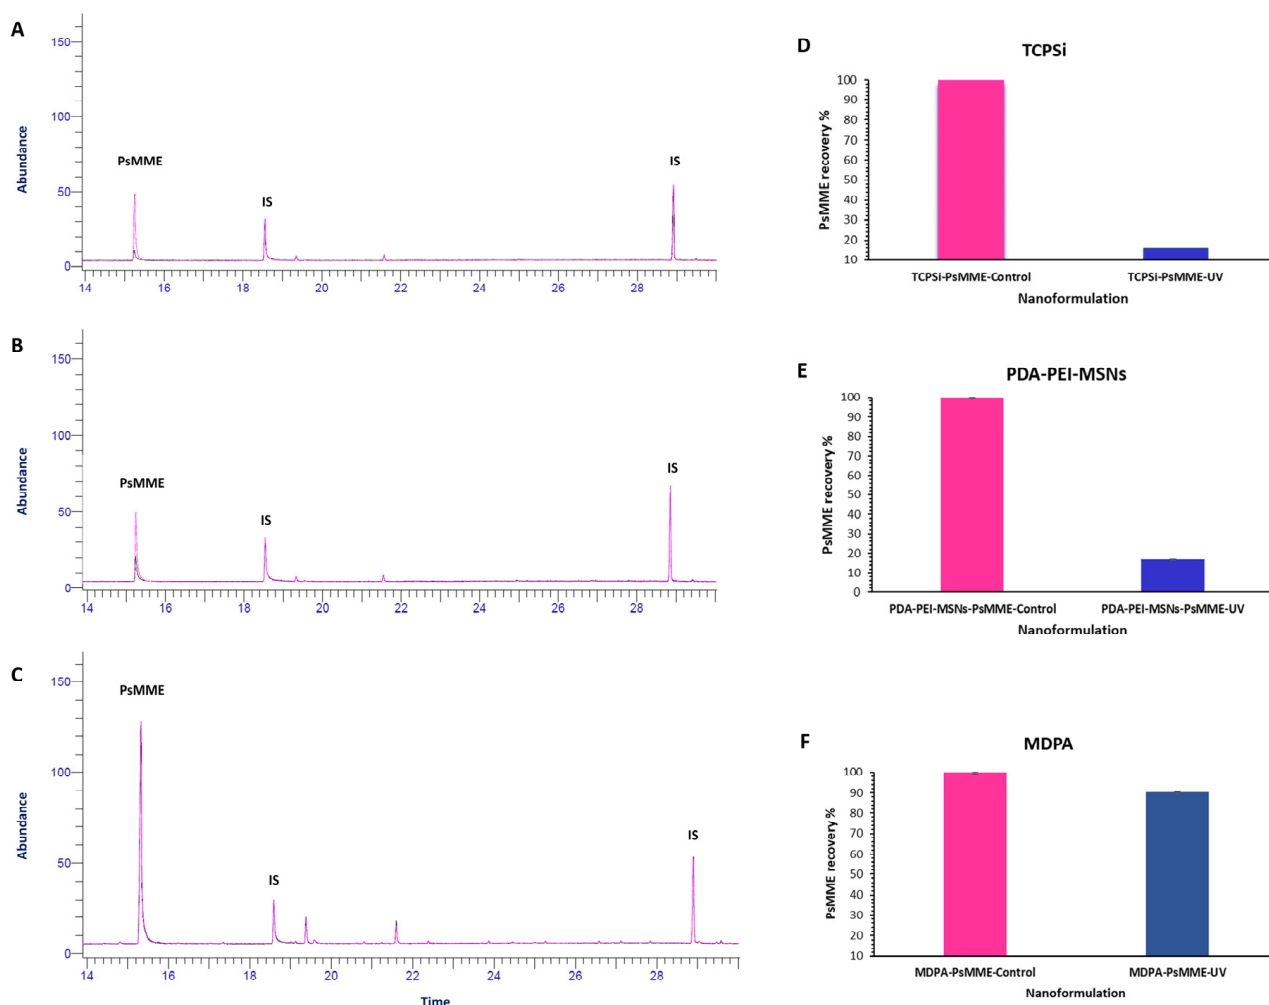 A
Abundance
150
100
50
0
PsMME
IS
IS
14 16 18 20 22 24 26 28
B
Abundance
150
100
50
0
PsMME
IS
IS
14 16 18 20 22 24 26 28
C
Abundance
150
100
50
0
PsMME
IS
IS
14 16 18 20 22 24 26 28
Time
D
TCPSi
PsMME recovery %
100
90
80
70
60
50
40
30
20
10
TCPSi-PsMME-Control TCPSi-PsMME-UV
Nanoformulation
E
PDA-PEI-MSNs
PsMME recovery %
100
90
80
70
60
50
40
30
20
10
0
PDA-PEI-MSNs-PsMME-Control PDA-PEI-MSNs-PsMME-UV
Nanoformulation
F
MDPA
PsMME recovery %
100
90
80
70
60
50
40
30
20
10
MDPA-PsMME-Control MDPA-PsMME-UV
Nanoformulation